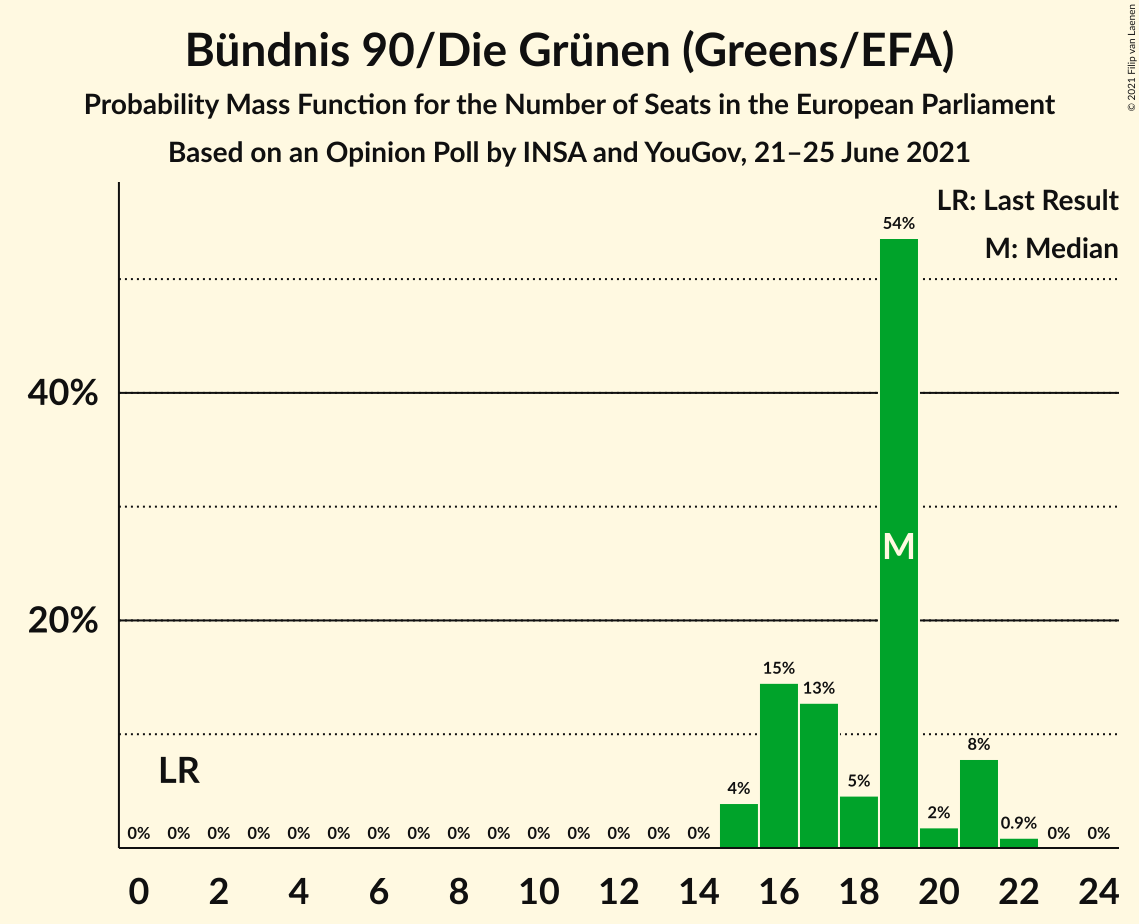 Bündnis 90/Die Grünen (Greens/EFA)
Probability Mass Function for the Number of Seats in the European Parliament
Based on an Opinion Poll by INSA and YouGov, 21–25 June 2021
© 2021 Filip van Laenen
LR: Last Result
M: Median
54%
40%
M
20%
15%
13%
8%
LR
4%
5%
2%
0.9%
0% 0% 0% 0% 0% 0% 0% 0% 0% 0% 0% 0% 0% 0% 0% 0% 0%
0 2 4 6 8 10 12 14 16 18 20 22 24